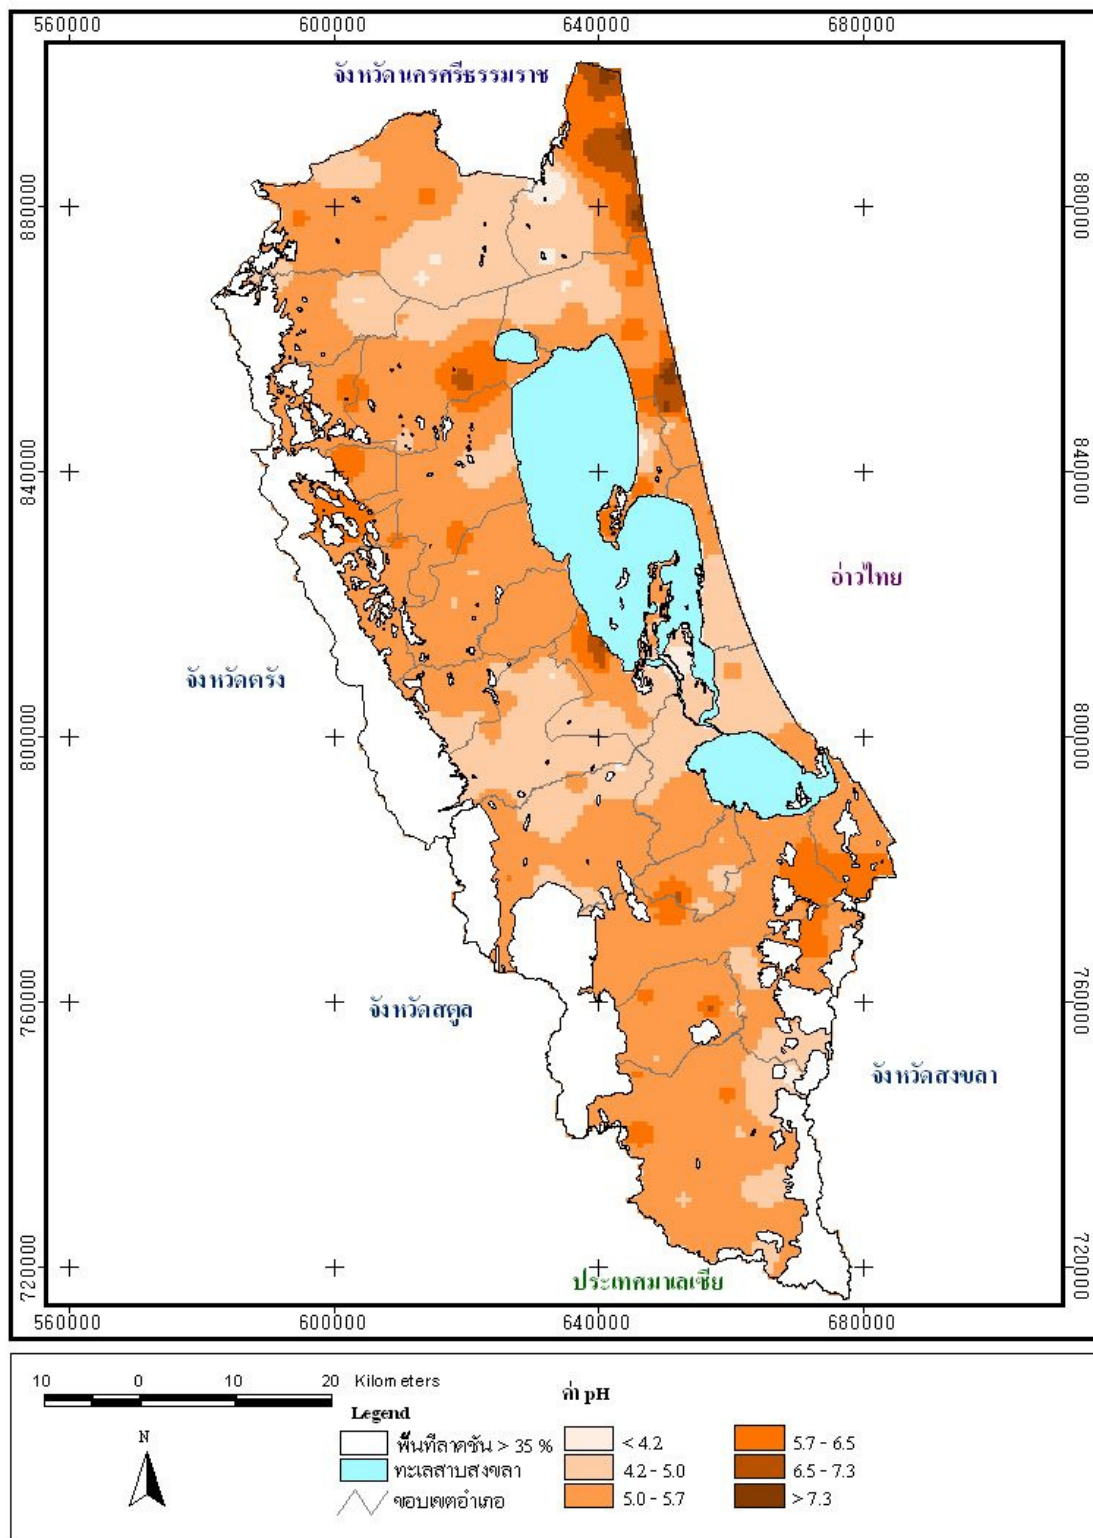 560000 600000 640000 680000
จังหวัดนครศรีธรรมราช
880000 880000
840000 840000
อ่าวไทย
จังหวัดตรัง
800000 800000
760000 760000
จังหวัดสตูล
จังหวัดสงขลา
720000 720000
ประเทศมาเลเซีย
560000 600000 640000 680000
10 0 10 20 Kilometers
ค่า pH
Legend
N
พื้นที่ลาดชัน > 35 %
ทะเลสาบสงขลา
ขอบเขตอำเภอ
< 4.2
4.2 - 5.0
5.0 - 5.7
5.7 - 6.5
6.5 - 7.3
> 7.3